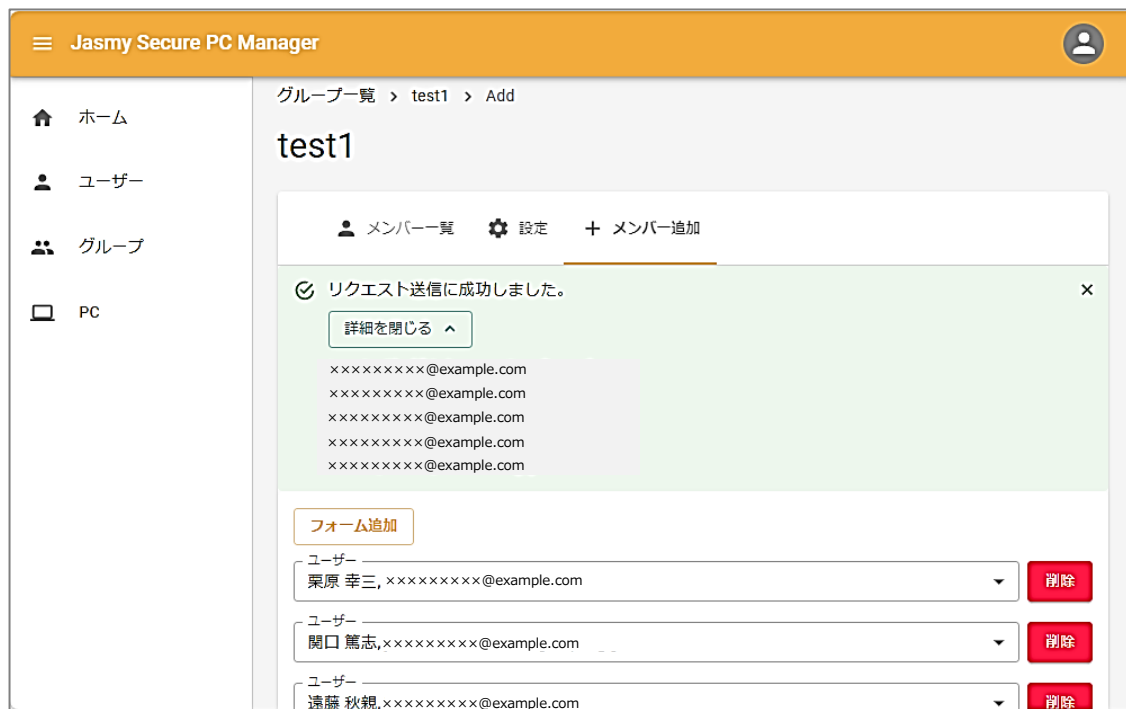 Jasmy Secure PC Manager
ホーム
ユーザー
グループ
PC
グループ一覧 > test1 > Add
test1
メンバー一覧 設定 メンバー追加
リクエスト送信に成功しました。
詳細を閉じる
×××××××××@example.com
×××××××××@example.com
×××××××××@example.com
×××××××××@example.com
×××××××××@example.com
フォーム追加
ユーザー
栗原 幸三, ×××××××××@example.com 削除
ユーザー
関口 篤志,×××××××××@example.com 削除
ユーザー
遠藤 秋親,×××××××××@example.com 削除